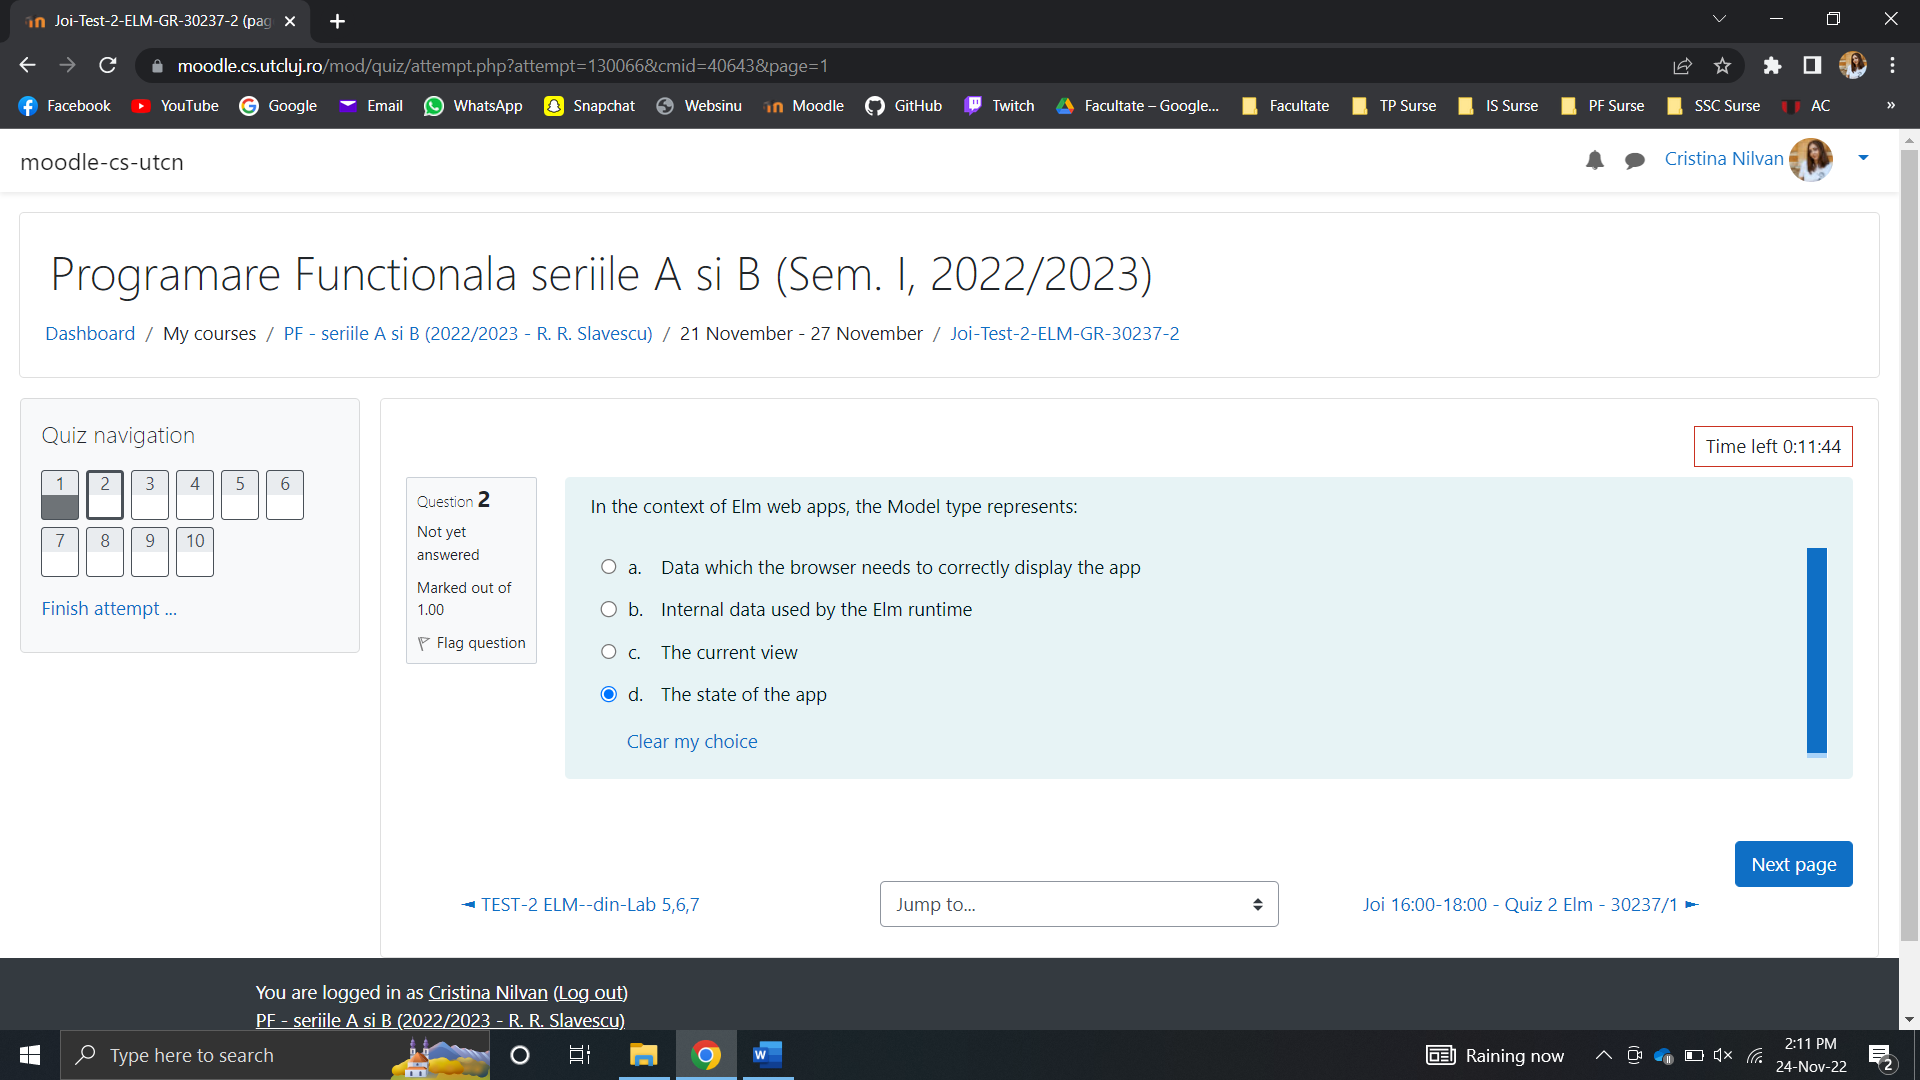 Joi-Test-2-ELM-GR-30237-2 (pag
moodle.cs.utcluj.ro/mod/quiz/attempt.php?attempt=130066&cmid=40643&page=1
Facebook YouTube Google Email WhatsApp Snapchat Websinu Moodle GitHub Twitch Facultate – Google... Facultate TP Surse IS Surse PF Surse SSC Surse AC »
moodle-cs-utcn
Cristina Nilvan
Programare Functionala seriile A si B (Sem. I, 2022/2023)
Dashboard / My courses / PF - seriile A si B (2022/2023 - R. R. Slavescu) / 21 November - 27 November / Joi-Test-2-ELM-GR-30237-2
Quiz navigation
1 2 3 4 5 6
7 8 9 10
Finish attempt ...
Time left 0:11:44
Question 2
Not yet
answered
Marked out of
1.00
Flag question
In the context of Elm web apps, the Model type represents:
a. Data which the browser needs to correctly display the app
b. Internal data used by the Elm runtime
c. The current view
d. The state of the app
Clear my choice
Next page
◄ TEST-2 ELM--din-Lab 5,6,7
Jump to...
Joi 16:00-18:00 - Quiz 2 Elm - 30237/1 ►
You are logged in as Cristina Nilvan (Log out)
PF - seriile A si B (2022/2023 - R. R. Slavescu)
Type here to search
W
Raining now
2:11 PM
24-Nov-22
2